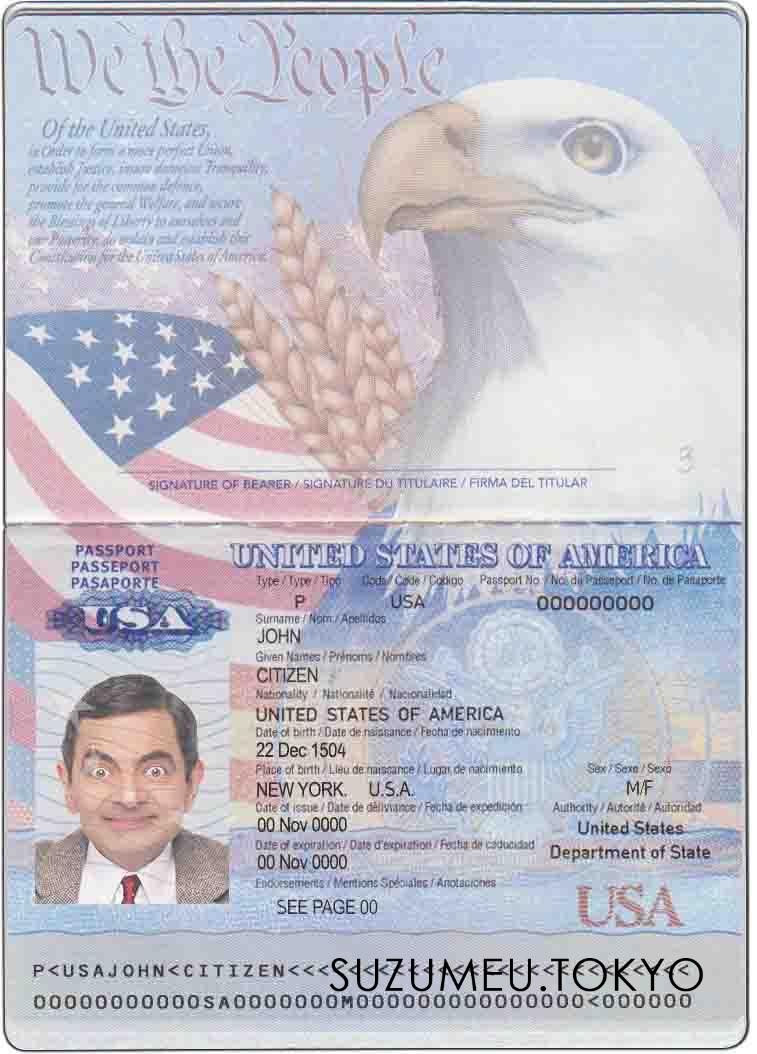 We the People
Of the United States,
in Order to form a more perfect Union,
establish Justice, insure domestic Tranquility,
provide for the common defence,
promote the general Welfare, and secure
the Blessings of Liberty to ourselves and
our Posterity, do ordain and establish this
Constitution for the United States of America.
3
SIGNATURE OF BEARER / SIGNATURE DU TITULAIRE / FIRMA DEL TITULAR
PASSPORT
PASSEPORT
PASAPORTE
USA
UNITED STATES OF AMERICA
Type / Type / Tipo Code / Code / Codigo Passport No. / No. du Passeport / No. de Pasaporte
P USA 000000000
Surname / Nom / Apellidos
JOHN
Given Names / Prénoms / Nombres
CITIZEN
Nationality / Nationalité / Nacionalidad
UNITED STATES OF AMERICA
Date of birth / Date de naissance / Fecha de nacimiento
22 Dec 1504
Place of birth / Lieu de naissance / Lugar de nacimiento Sex / Sexe / Sexo
NEW YORK. U.S.A. M/F
Date of issue / Date de délivrance / Fecha de expedición Authority / Autorité / Autoridad
00 Nov 0000 United States
Date of expiration / Date d'expiration / Fecha de caducidad
00 Nov 0000 Department of State
Endorsements / Mentions Spéciales / Anotaciones
SEE PAGE 00
USA
P<USAJOHN<CITIZEN<<<<<<<<<<<<<<<<<<<<<<<<<<<
SUZUMEU.TOKYO
00000000000SA0000000M000000000000000<000000